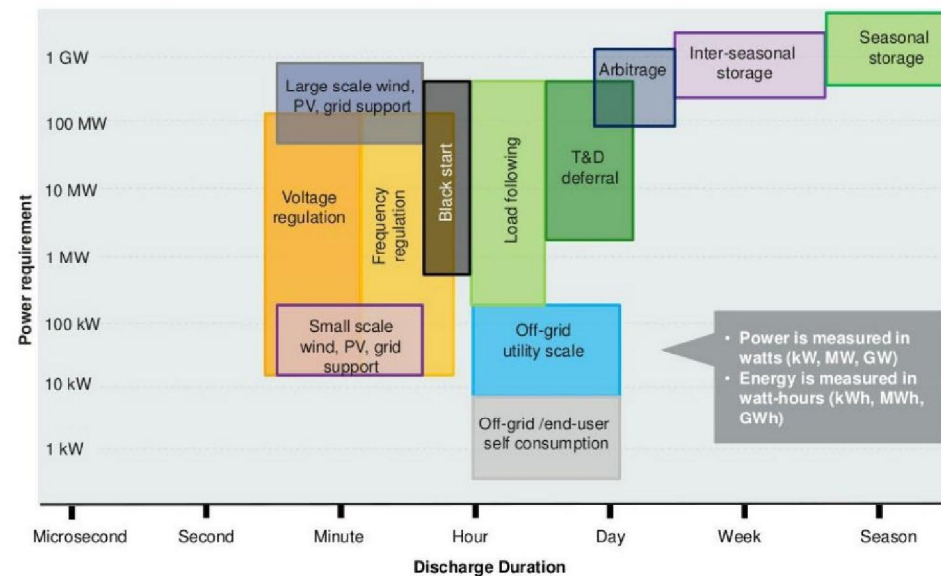 1 GW
100 MW
10 MW
1 MW
100 kW
10 kW
1 kW
Power requirement
Large scale wind,
PV, grid support
Voltage
regulation
Frequency
regulation
Small scale
wind, PV, grid
support
Black start
Load following
T&D
deferral
Arbitrage
Inter-seasonal
storage
Seasonal
storage
Off-grid
utility scale
Off-grid /end-user
self consumption
• Power is measured in
watts (kW, MW, GW)
• Energy is measured in
watt-hours (kWh, MWh,
GWh)
Microsecond
Second
Minute
Hour
Day
Week
Season
Discharge Duration